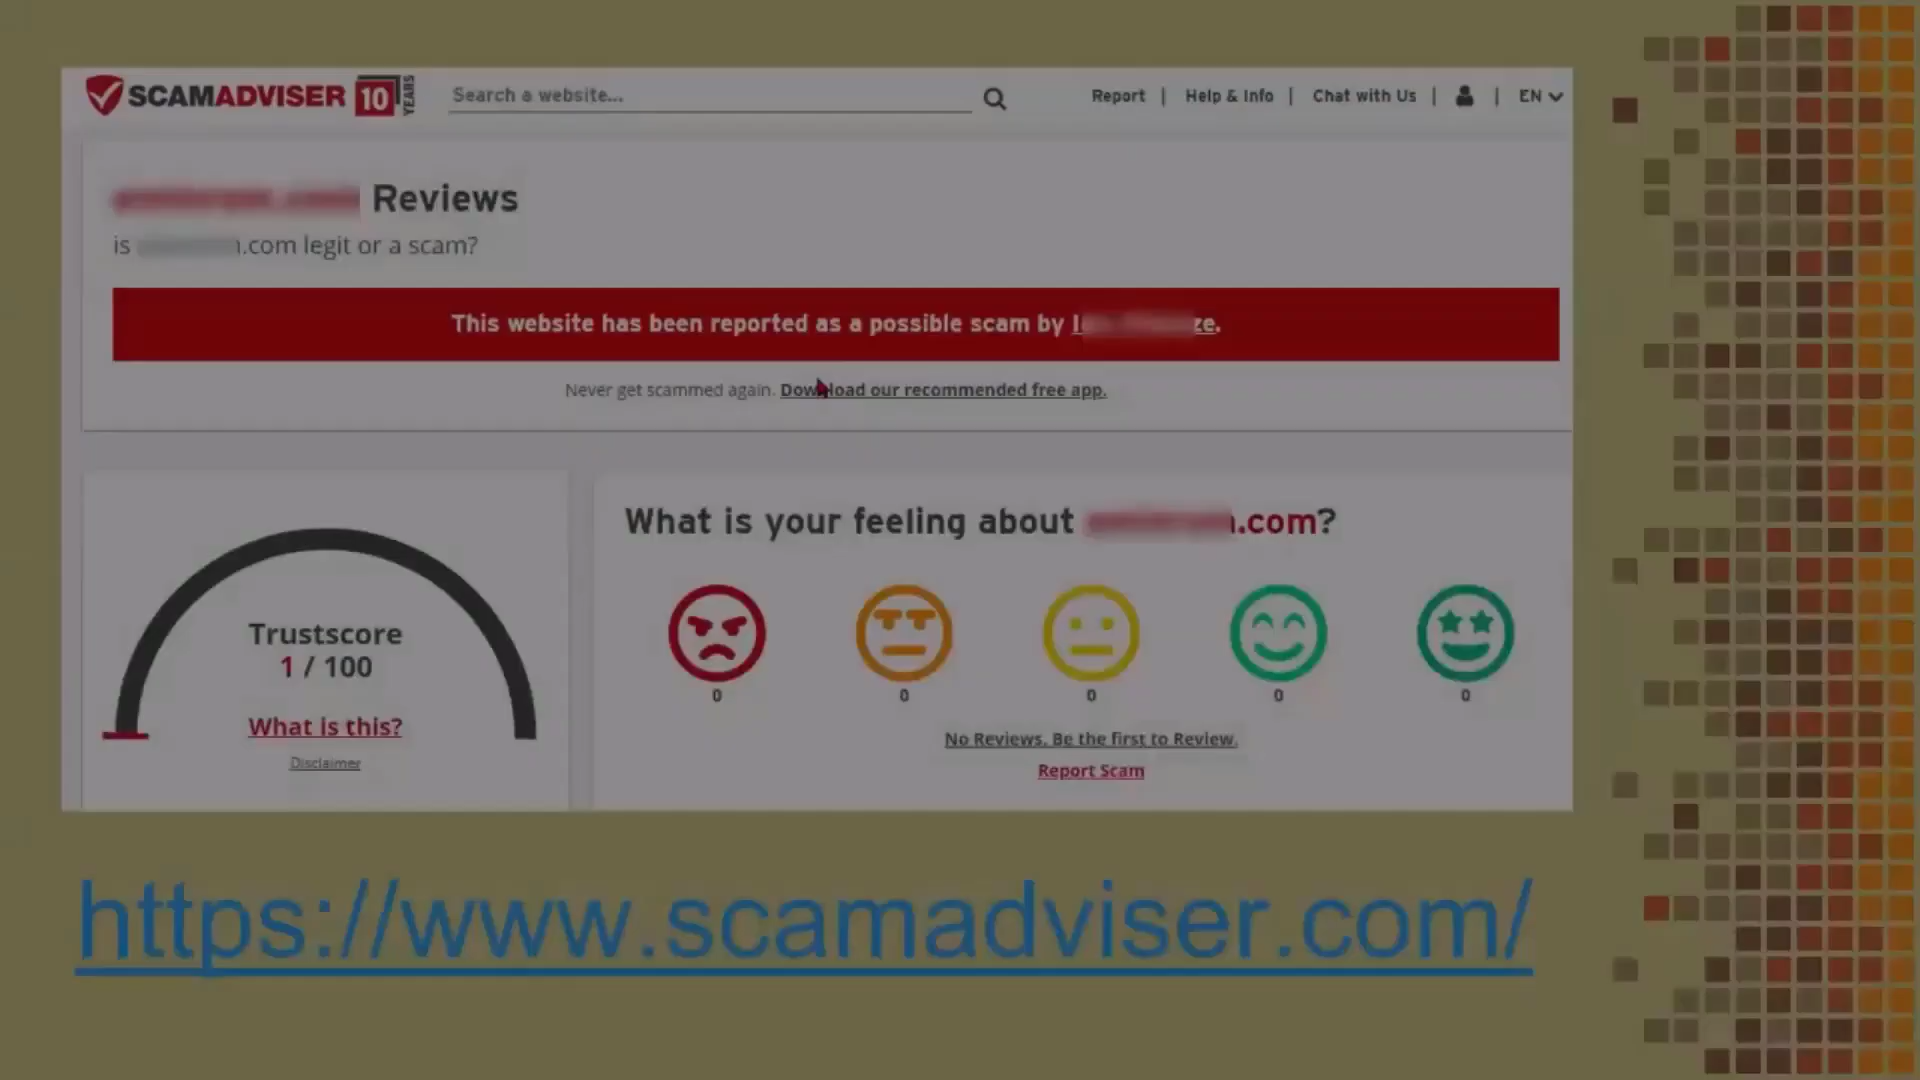 SCAMADVISER 10 YEARS
Search a website...
Report | Help & Info | Chat with Us | | EN
Reviews
is .com legit or a scam?
This website has been reported as a possible scam by
Never get scammed again. Download our recommended free app.
Trustscore
1 / 100
What is this?
Disclaimer
What is your feeling about .com?
0 0 0 0 0
No Reviews. Be the first to Review.
Report Scam
https://www.scamadviser.com/